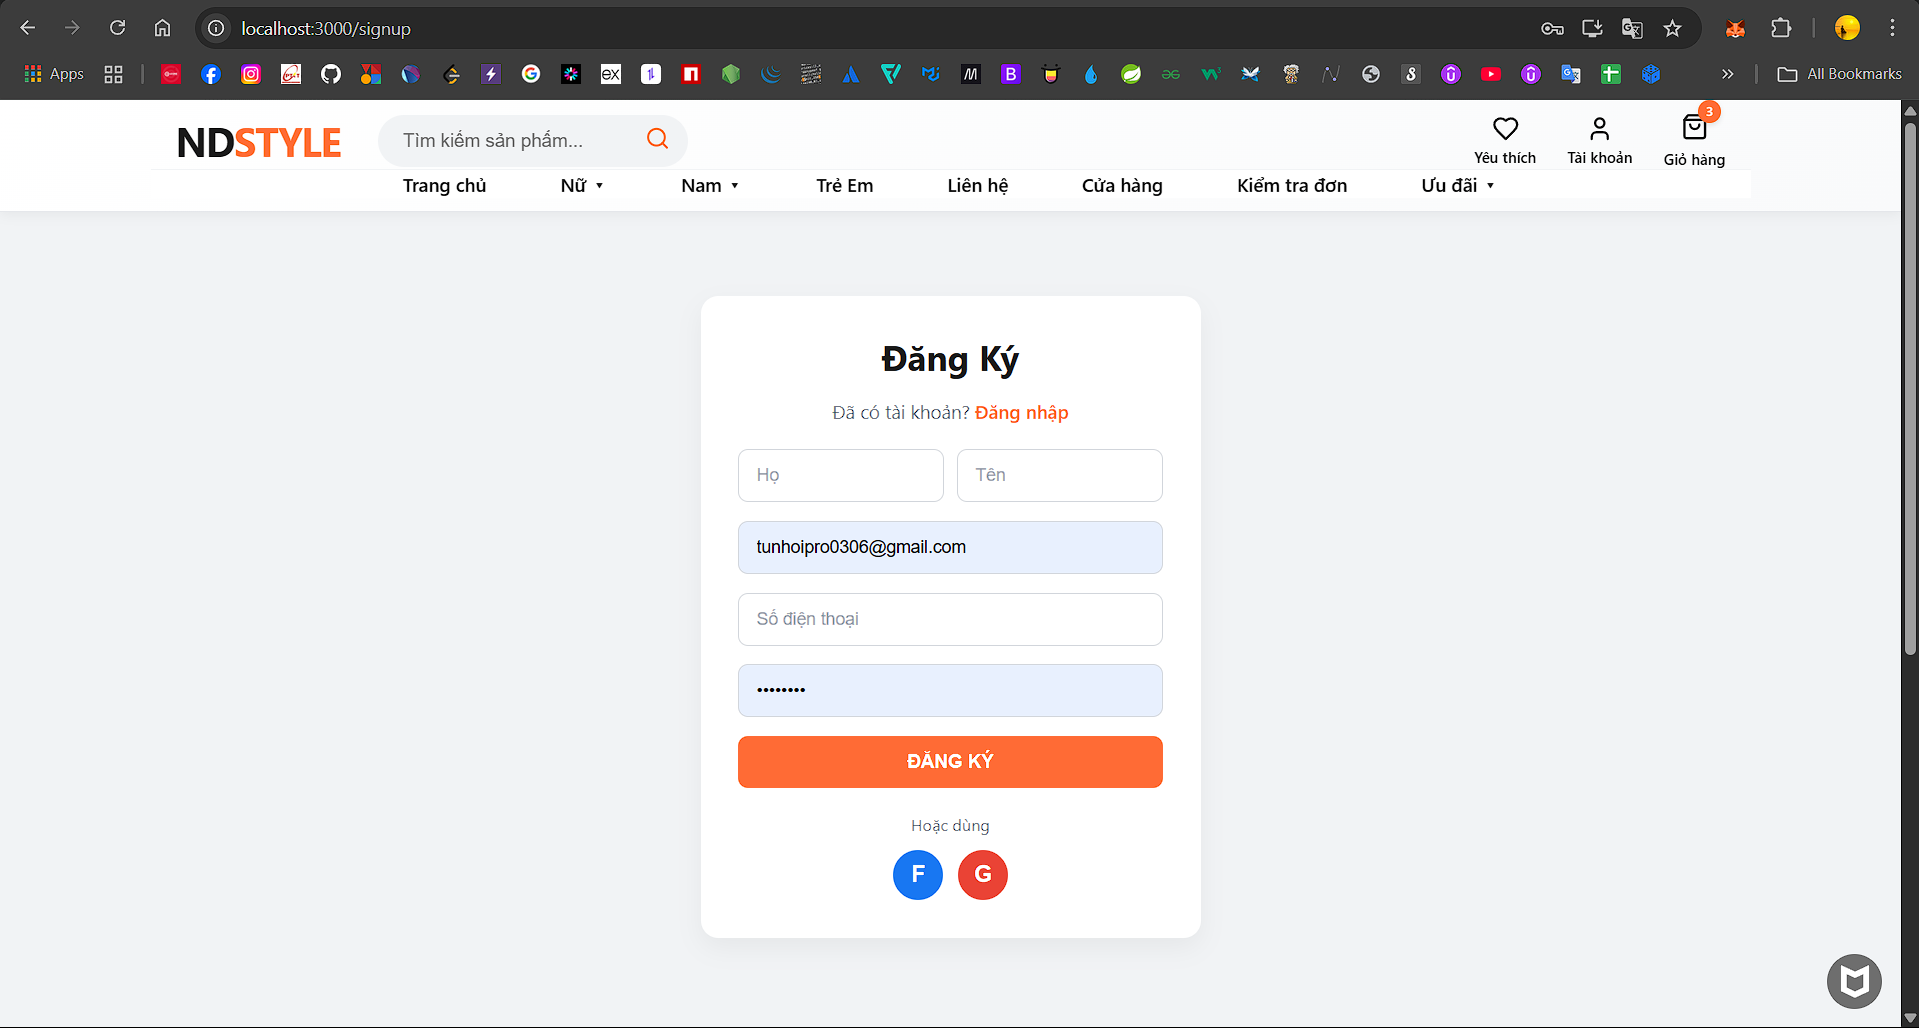 localhost:3000/signup
Apps
All Bookmarks
NDSTYLE
Tìm kiếm sản phẩm...
Yêu thích
Tài khoản
3
Giỏ hàng
Trang chủ
Nữ ▼
Nam ▼
Trẻ Em
Liên hệ
Cửa hàng
Kiểm tra đơn
Ưu đãi ▼
Đăng Ký
Đã có tài khoản? Đăng nhập
Họ
Tên
tunhoipro0306@gmail.com
Số điện thoại
••••••••
ĐĂNG KÝ
Hoặc dùng
F
G